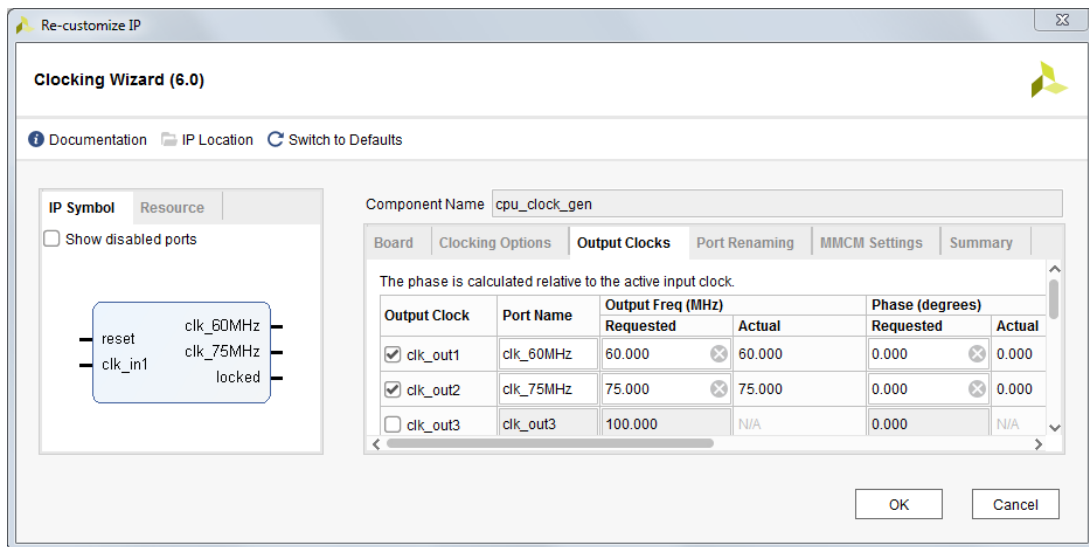 Re-customize IP
Clocking Wizard (6.0)
Documentation IP Location Switch to Defaults
IP Symbol Resource
Show disabled ports
reset
clk_in1
clk_60MHz
clk_75MHz
locked
Component Name cpu_clock_gen
Board Clocking Options Output Clocks Port Renaming MMCM Settings Summary
The phase is calculated relative to the active input clock.
Output Clock Port Name Output Freq (MHz) Phase (degrees)
Requested Actual Requested Actual
clk_out1 clk_60MHz 60.000 60.000 0.000 0.000
clk_out2 clk_75MHz 75.000 75.000 0.000 0.000
clk_out3 clk_out3 100.000 N/A 0.000 N/A
OK Cancel